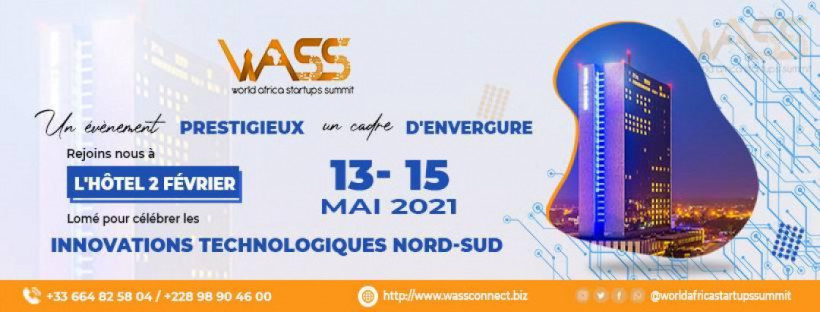 WASS
world africa startups summit
Un évènement PRESTIGIEUX un cadre D'ENVERGURE
Rejoins nous à
L'HÔTEL 2 FÉVRIER
13- 15
MAI 2021
Lomé pour célébrer les
INNOVATIONS TECHNOLOGIQUES NORD-SUD
WASS
+33 664 82 58 04 / +228 98 90 46 00
http://www.wassconnect.biz
@worldafricastartupssummit